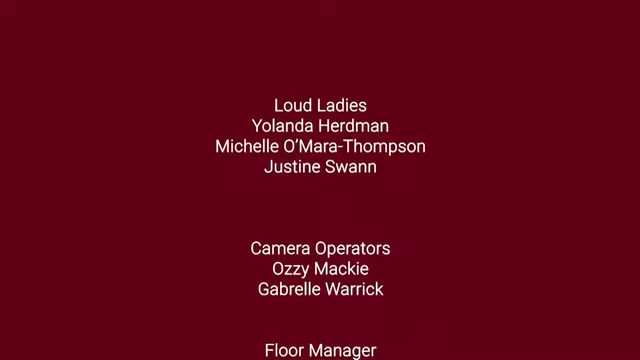 Loud Ladies
Yolanda Herdman
Michelle O’Mara-Thompson
Justine Swann
Camera Operators
Ozzy Mackie
Gabrelle Warrick
Floor Manager